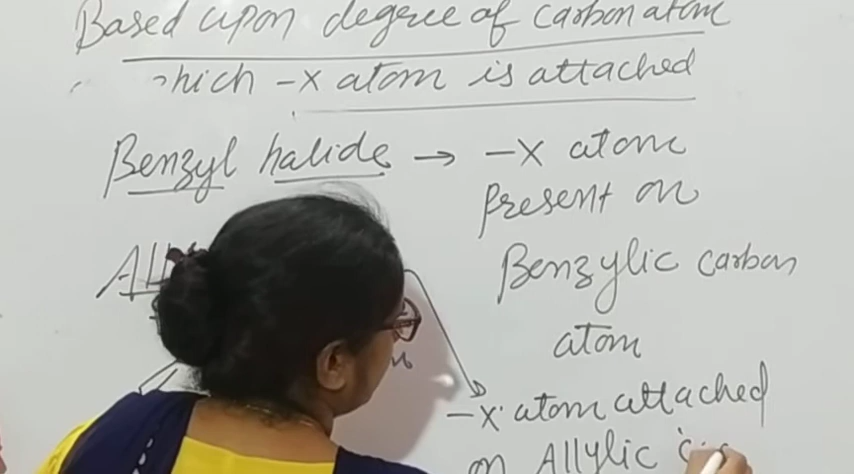 Based upon degree of carbon atom
which -X atom is attached
Benzyl halide → -X atom
Present on
Benzylic carbon
atom
All
-X atom attached
on Allylic